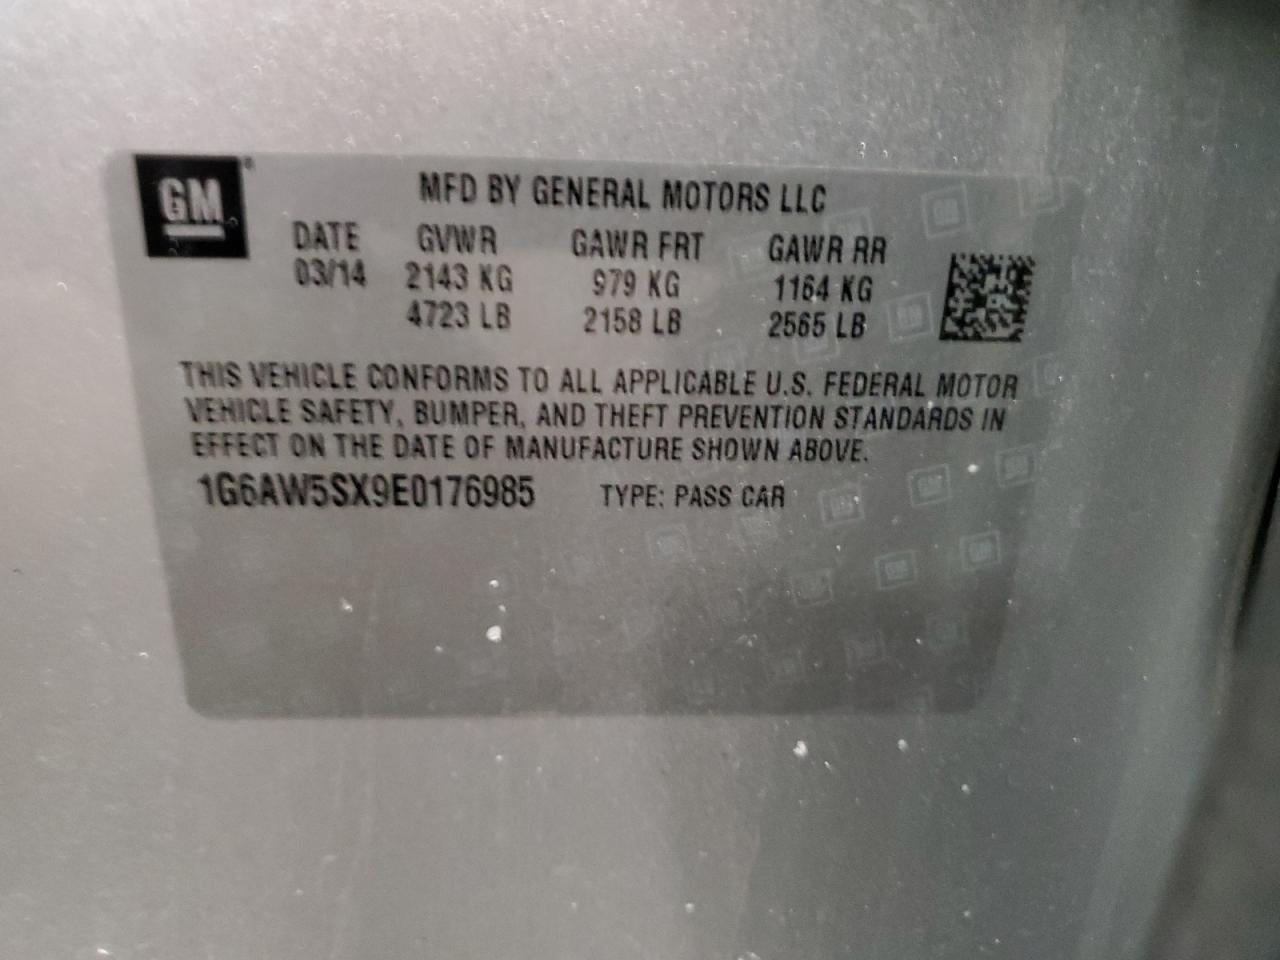 GM
MFD BY GENERAL MOTORS LLC
DATE GVWR GAWR FRT GAWR RR
03/14 2143 KG 979 KG 1164 KG
4723 LB 2158 LB 2565 LB
THIS VEHICLE CONFORMS TO ALL APPLICABLE U.S. FEDERAL MOTOR
VEHICLE SAFETY, BUMPER, AND THEFT PREVENTION STANDARDS IN
EFFECT ON THE DATE OF MANUFACTURE SHOWN ABOVE.
1G6AW5SX9E0176985 TYPE: PASS CAR